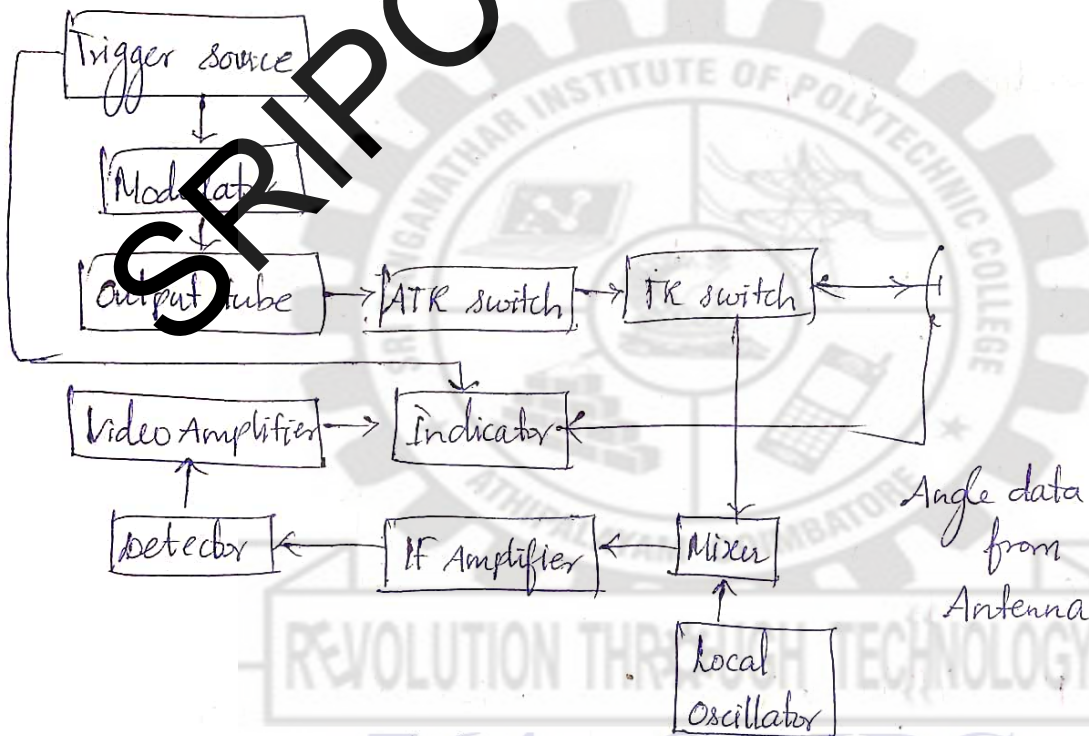 Trigger source
Modulator
Output tube
ATR switch
TR switch
Video Amplifier
Indicator
Detector
IF Amplifier
Mixer
Local
Oscillator
Angle data
from
Antenna
SRIPO
INSTITUTE OF POLYTECHNIC COLLEGE
REVOLUTION THROUGH TECHNOLOGY